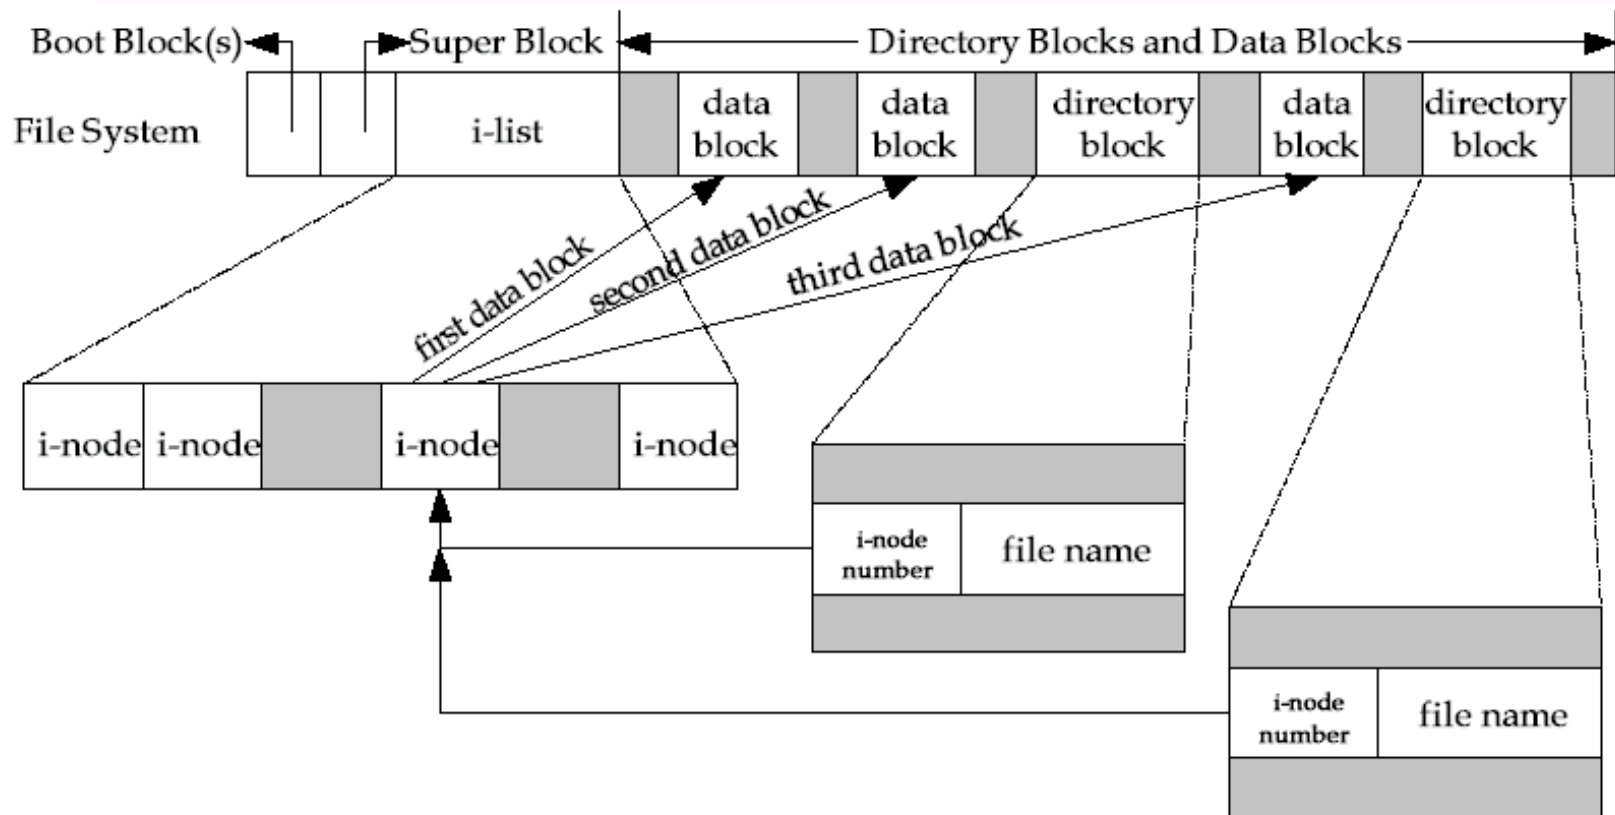 Boot Block(s)
Super Block
Directory Blocks and Data Blocks
File System
i-list
data
block
data
block
directory
block
data
block
directory
block
first data block
second data block
third data block
i-node
i-node
i-node
i-node
i-node
number
file name
i-node
number
file name